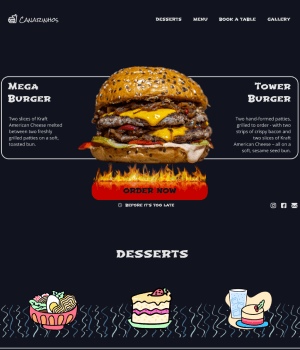 Canarinhos
DESSERTS MENU BOOK A TABLE GALLERY
Mega
Burger
Two slices of Kraft
American Cheese melted
between two freshly
grilled patties on a soft,
toasted bun.
Tower
Burger
Two hand-formed patties,
grilled to order - with two
strips of crispy bacon and
two slices of Kraft
American Cheese – all on a
soft, sesame seed bun.
ORDER NOW
Before it's too late
DESSERTS